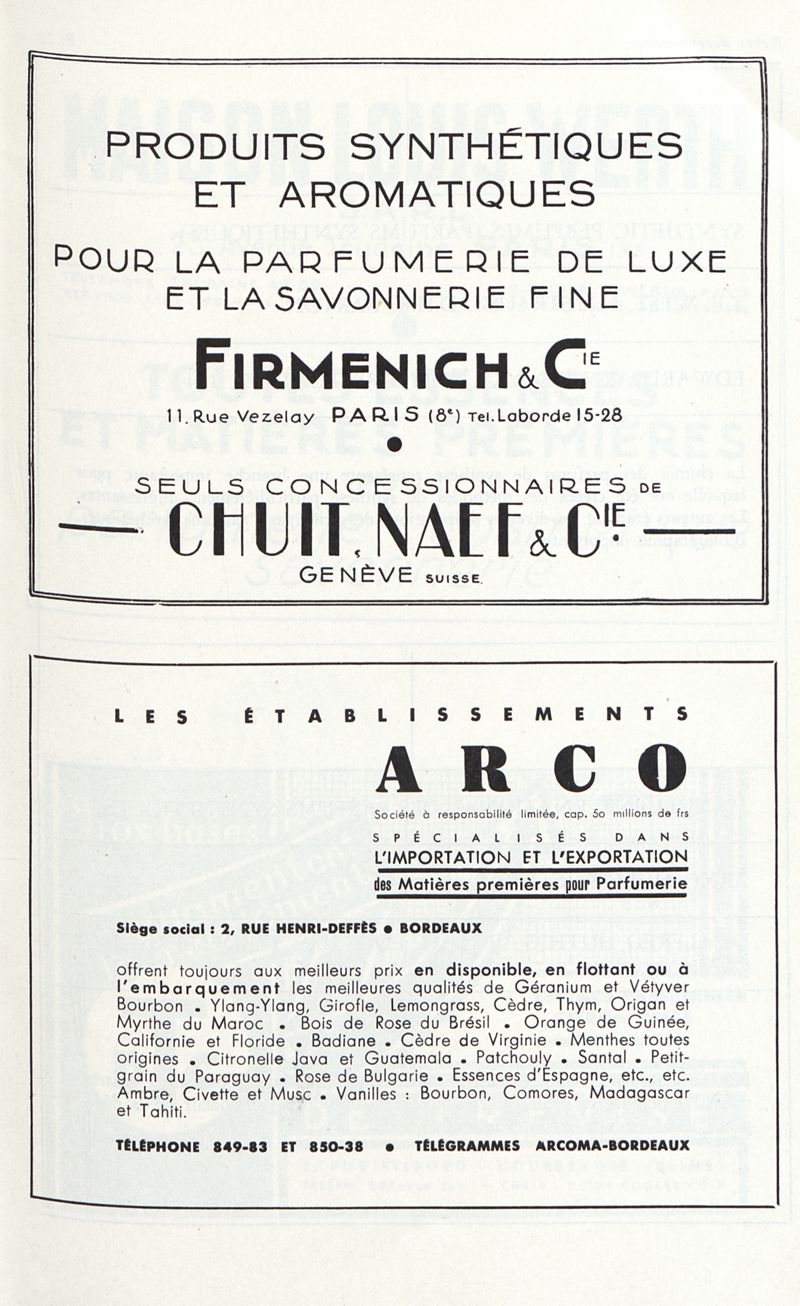 PRODUITS SYNTHÉTIQUES
ET AROMATIQUES
POUR LA PARFUMERIE DE LUXE
ET LA SAVONNERIE FINE
FIRMENICH & CIE
11. Rue Vezelay PARIS (8e) Tel. Laborde 15-28
●
SEULS CONCESSIONNAIRES DE
CHUIT, NAEF & CIE.
GENÈVE SUISSE.
LES ÉTABLISSEMENTS
ARCO
Société à responsabilité limitée, cap. 50 millions de frs
SPÉCIALISÉS DANS
L'IMPORTATION ET L'EXPORTATION
des Matières premières pour Parfumerie
Siège social : 2, RUE HENRI-DEFFÈS ● BORDEAUX
offrent toujours aux meilleurs prix en disponible, en flottant ou à
l'embarquement les meilleures qualités de Géranium et Vétyver
Bourbon • Ylang-Ylang, Girofle, Lemongrass, Cèdre, Thym, Origan et
Myrthe du Maroc • Bois de Rose du Brésil • Orange de Guinée,
Californie et Floride • Badiane • Cèdre de Virginie • Menthes toutes
origines • Citronelle Java et Guatemala • Patchouly • Santal • Petit-
grain du Paraguay • Rose de Bulgarie • Essences d'Espagne, etc., etc.
Ambre, Civette et Musc • Vanilles : Bourbon, Comores, Madagascar
et Tahiti.
TÉLÉPHONE 849-83 ET 850-38 ● TÉLÉGRAMMES ARCOMA-BORDEAUX